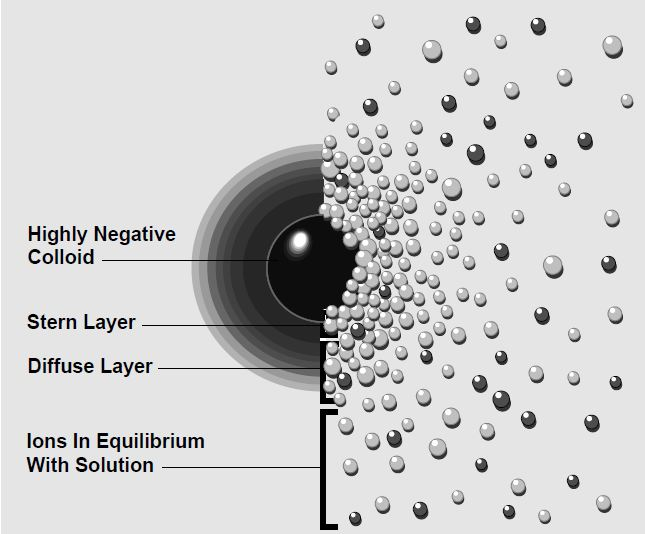 Highly Negative
Colloid
Stern Layer
Diffuse Layer
Ions In Equilibrium
With Solution